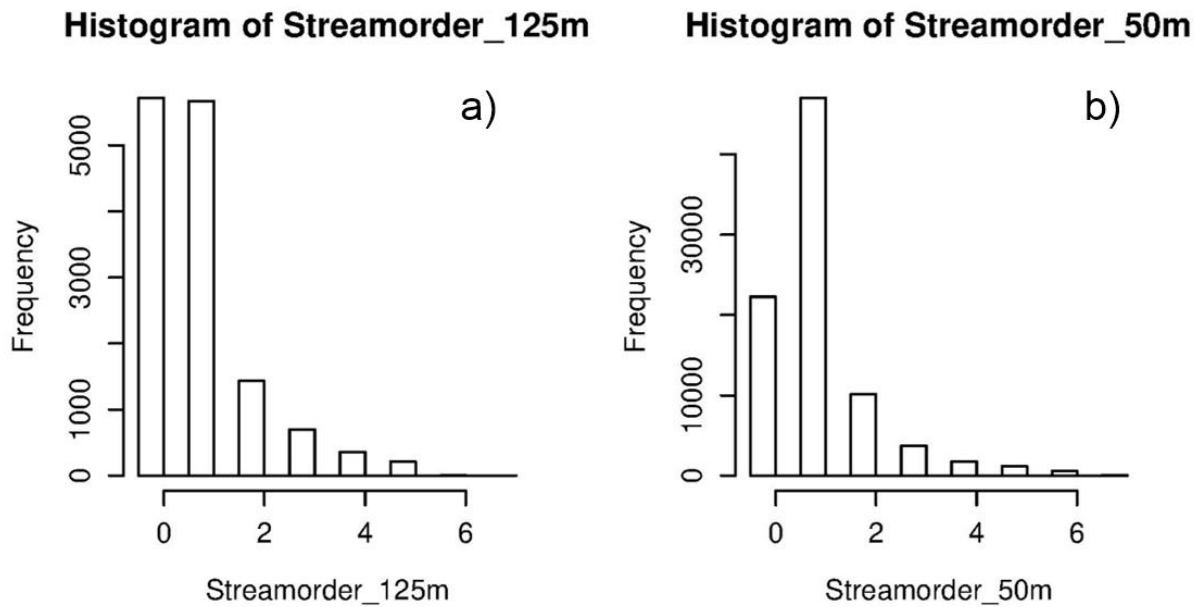 Histogram of Streamorder_125m
a)
Frequency
5000
3000
1000
0
0 2 4 6
Streamorder_125m
Histogram of Streamorder_50m
b)
Frequency
30000
10000
0
0 2 4 6
Streamorder_50m